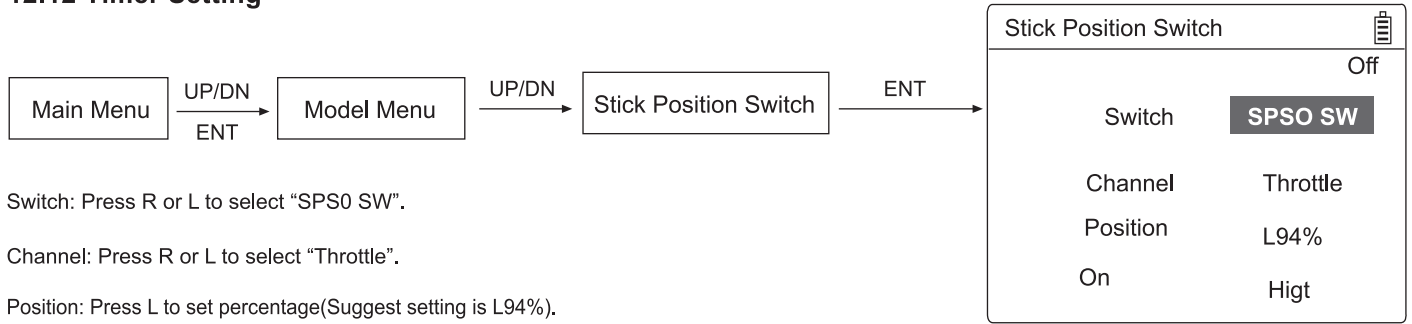 12.12 Timer Setting
Main Menu
UP/DN
ENT
Model Menu
UP/DN
Stick Position Switch
ENT
Stick Position Switch
Off
Switch SPSO SW
Channel Throttle
Position L94%
On Higt
Switch: Press R or L to select “SPS0 SW”.
Channel: Press R or L to select “Throttle”.
Position: Press L to set percentage(Suggest setting is L94%).